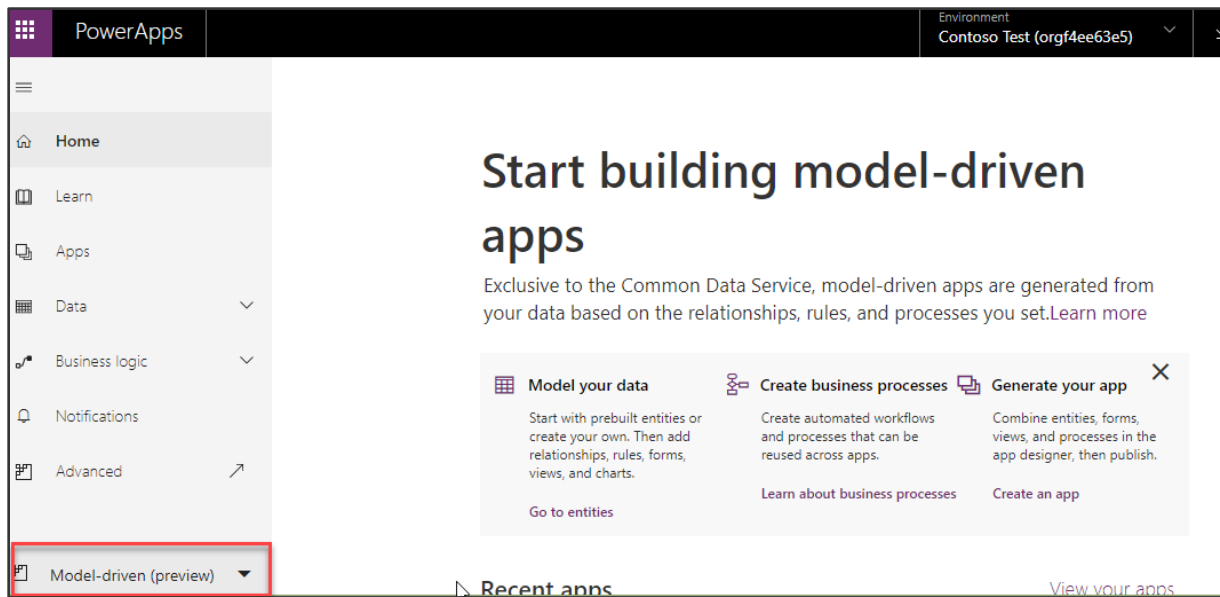 PowerApps
Environment
Contoso Test (orgf4ee63e5)
Home
Learn
Apps
Data
Business logic
Notifications
Advanced
Model-driven (preview)
Start building model-driven
apps
Exclusive to the Common Data Service, model-driven apps are generated from
your data based on the relationships, rules, and processes you set.Learn more
Model your data
Start with prebuilt entities or
create your own. Then add
relationships, rules, forms,
views, and charts.
Go to entities
Create business processes
Create automated workflows
and processes that can be
reused across apps.
Learn about business processes
Generate your app
Combine entities, forms,
views, and processes in the
app designer, then publish.
Create an app
Recent apps
View your apps